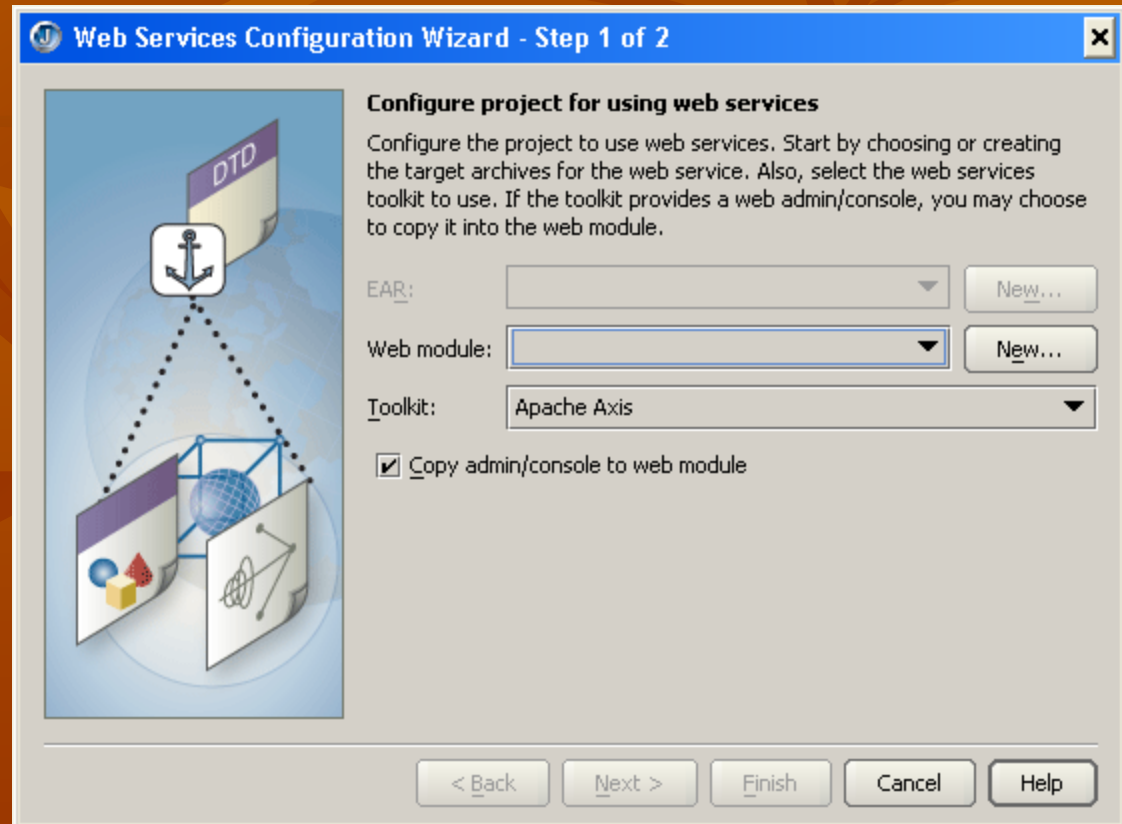 Web Services Configuration Wizard - Step 1 of 2
DTD
Configure project for using web services
Configure the project to use web services. Start by choosing or creating
the target archives for the web service. Also, select the web services
toolkit to use. If the toolkit provides a web admin/console, you may choose
to copy it into the web module.
EAR: New...
Web module: New...
Toolkit: Apache Axis
Copy admin/console to web module
< Back Next > Finish Cancel Help